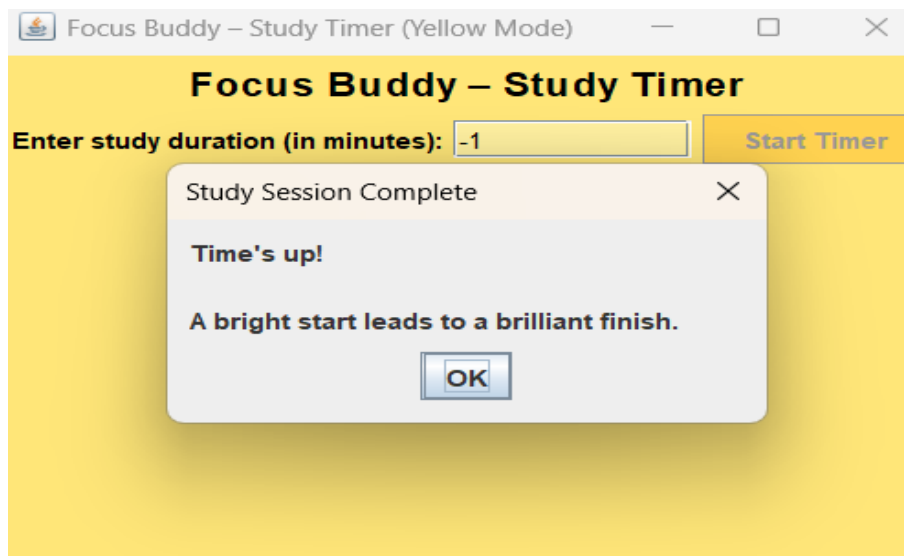 Focus Buddy – Study Timer (Yellow Mode)
Focus Buddy – Study Timer
Enter study duration (in minutes): -1 Start Timer
Study Session Complete
Time's up!
A bright start leads to a brilliant finish.
OK